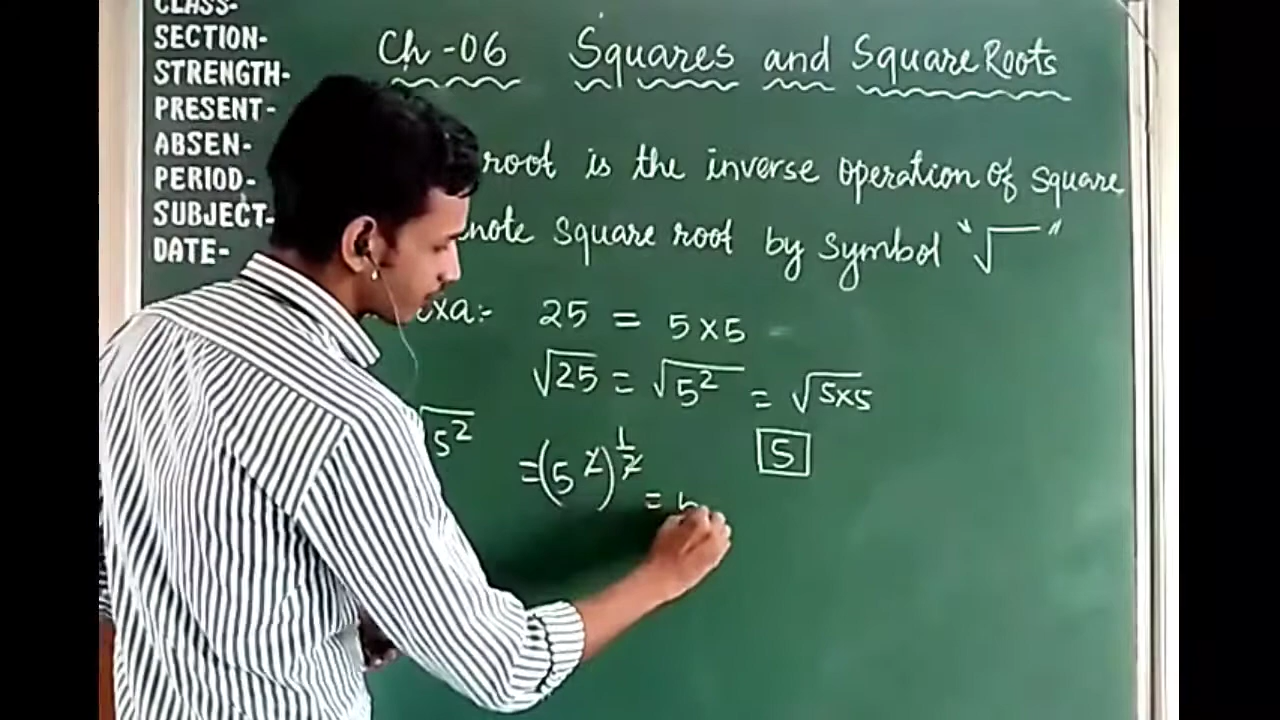 CLASS-
SECTION-
STRENGTH-
PRESENT-
ABSEN-
PERIOD-
SUBJECT-
DATE-
Ch-06 Squares and Square Roots
root is the inverse operation of square
note square root by symbol "√‾"
xa:- 25 = 5×5
√25 = √5² = √5×5
√5² =(5²)^1/2 = 5